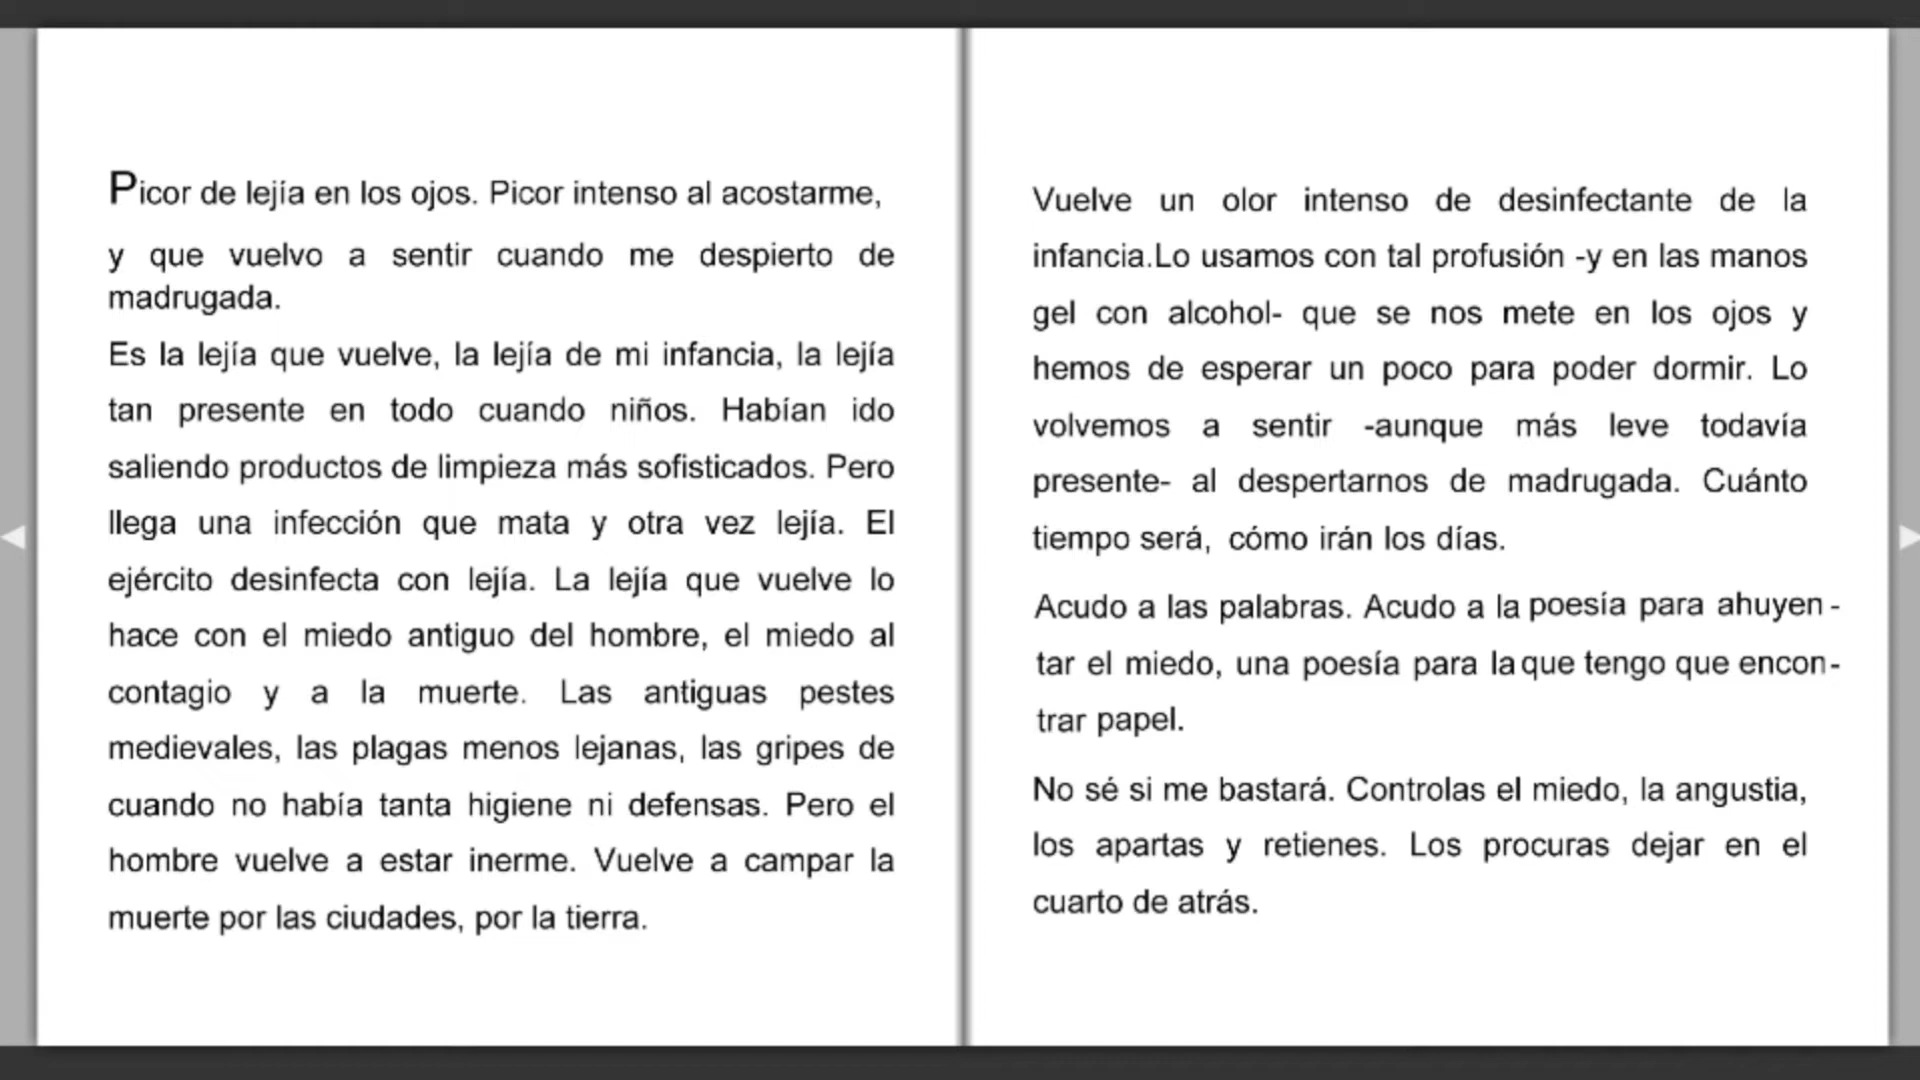 Picor de lejía en los ojos. Picor intenso al acostarme,
y que vuelvo a sentir cuando me despierto de
madrugada.
Es la lejía que vuelve, la lejía de mi infancia, la lejía
tan presente en todo cuando niños. Habían ido
saliendo productos de limpieza más sofisticados. Pero
llega una infección que mata y otra vez lejía. El
ejército desinfecta con lejía. La lejía que vuelve lo
hace con el miedo antiguo del hombre, el miedo al
contagio y a la muerte. Las antiguas pestes
medievales, las plagas menos lejanas, las gripes de
cuando no había tanta higiene ni defensas. Pero el
hombre vuelve a estar inerme. Vuelve a campar la
muerte por las ciudades, por la tierra.
Vuelve un olor intenso de desinfectante de la
infancia.Lo usamos con tal profusión -y en las manos
gel con alcohol- que se nos mete en los ojos y
hemos de esperar un poco para poder dormir. Lo
volvemos a sentir -aunque más leve todavía
presente- al despertarnos de madrugada. Cuánto
tiempo será, cómo irán los días.
Acudo a las palabras. Acudo a la poesía para ahuyen-
tar el miedo, una poesía para la que tengo que encon-
trar papel.
No sé si me bastará. Controlas el miedo, la angustia,
los apartas y retienes. Los procuras dejar en el
cuarto de atrás.